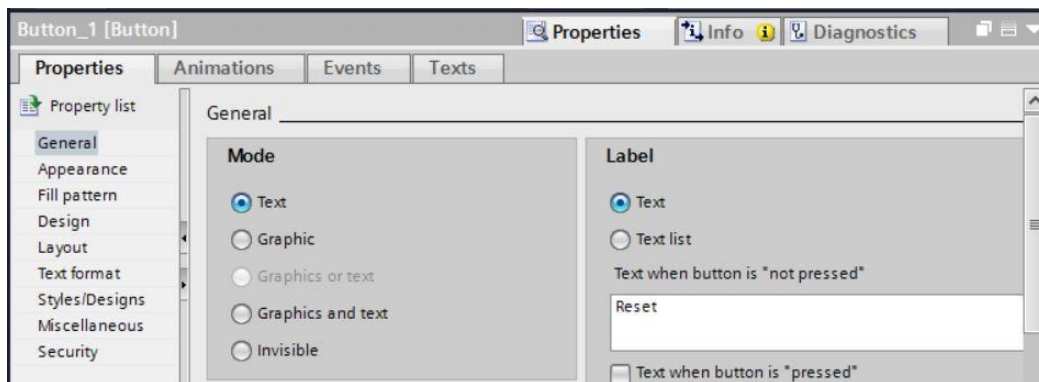 Button_1 [Button]
Properties Info Diagnostics
Properties Animations Events Texts
Property list
General
Appearance
Fill pattern
Design
Layout
Text format
Styles/Designs
Miscellaneous
Security
General
Mode
Text
Graphic
Graphics or text
Graphics and text
Invisible
Label
Text
Text list
Text when button is "not pressed"
Reset
Text when button is "pressed"